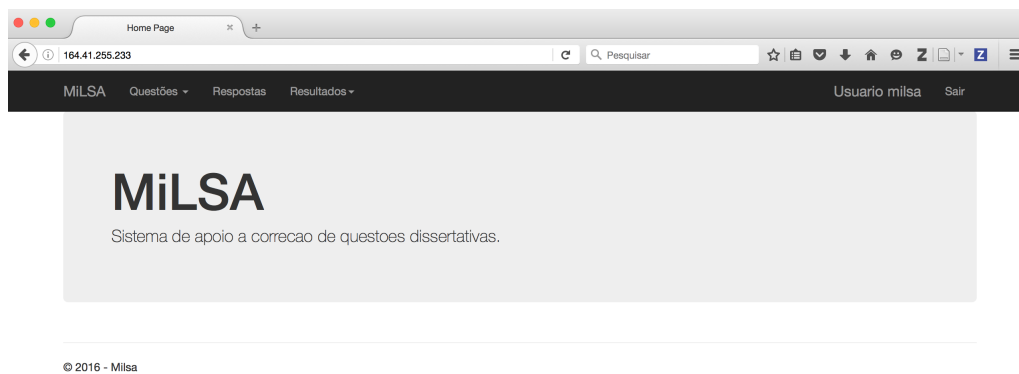 Home Page
164.41.255.233
Pesquisar
MiLSA Questões Respostas Resultados Usuario milsa Sair
MiLSA
Sistema de apoio a correcao de questoes dissertativas.
© 2016 - Milsa